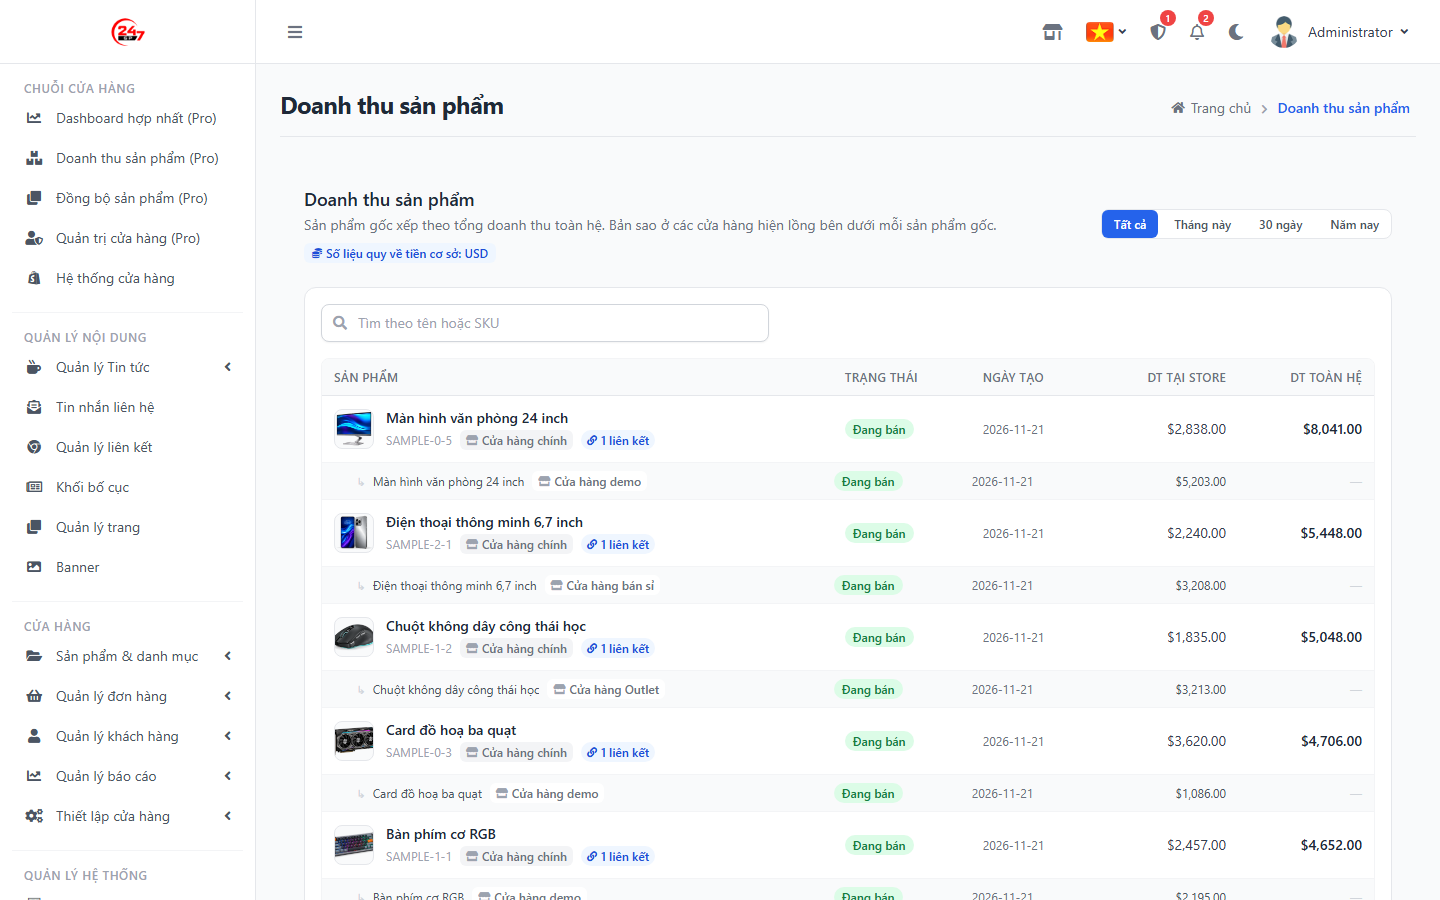 247
1
2
Administrator
CHUỖI CỬA HÀNG
Dashboard hợp nhất (Pro)
Doanh thu sản phẩm (Pro)
Đồng bộ sản phẩm (Pro)
Quản trị cửa hàng (Pro)
Hệ thống cửa hàng
QUẢN LÝ NỘI DUNG
Quản lý Tin tức
Tin nhắn liên hệ
Quản lý liên kết
Khối bố cục
Quản lý trang
Banner
CỬA HÀNG
Sản phẩm & danh mục
Quản lý đơn hàng
Quản lý khách hàng
Quản lý báo cáo
Thiết lập cửa hàng
QUẢN LÝ HỆ THỐNG
Doanh thu sản phẩm
Trang chủ
Doanh thu sản phẩm
Doanh thu sản phẩm
Sản phẩm gốc xếp theo tổng doanh thu toàn hệ. Bản sao ở các cửa hàng hiện lồng bên dưới mỗi sản phẩm gốc.
Số liệu quy về tiền cơ sở: USD
Tất cả Tháng này 30 ngày Năm nay
Tìm theo tên hoặc SKU
SẢN PHẨM TRẠNG THÁI NGÀY TẠO DT TẠI STORE DT TOÀN HỆ
Màn hình văn phòng 24 inch
SAMPLE-0-5 Cửa hàng chính 1 liên kết Đang bán 2026-11-21 $2,838.00 $8,041.00
Màn hình văn phòng 24 inch Cửa hàng demo Đang bán 2026-11-21 $5,203.00 —
Điện thoại thông minh 6,7 inch
SAMPLE-2-1 Cửa hàng chính 1 liên kết Đang bán 2026-11-21 $2,240.00 $5,448.00
Điện thoại thông minh 6,7 inch Cửa hàng bán sỉ Đang bán 2026-11-21 $3,208.00 —
Chuột không dây công thái học
SAMPLE-1-2 Cửa hàng chính 1 liên kết Đang bán 2026-11-21 $1,835.00 $5,048.00
Chuột không dây công thái học Cửa hàng Outlet Đang bán 2026-11-21 $3,213.00 —
Card đồ hoạ ba quạt
SAMPLE-0-3 Cửa hàng chính 1 liên kết Đang bán 2026-11-21 $3,620.00 $4,706.00
Card đồ hoạ ba quạt Cửa hàng demo Đang bán 2026-11-21 $1,086.00 —
Bàn phím cơ RGB
SAMPLE-1-1 Cửa hàng chính 1 liên kết Đang bán 2026-11-21 $2,457.00 $4,652.00
Bàn phím cơ RGB Cửa hàng demo Đang bán 2026-11-21 $2,195.00 —